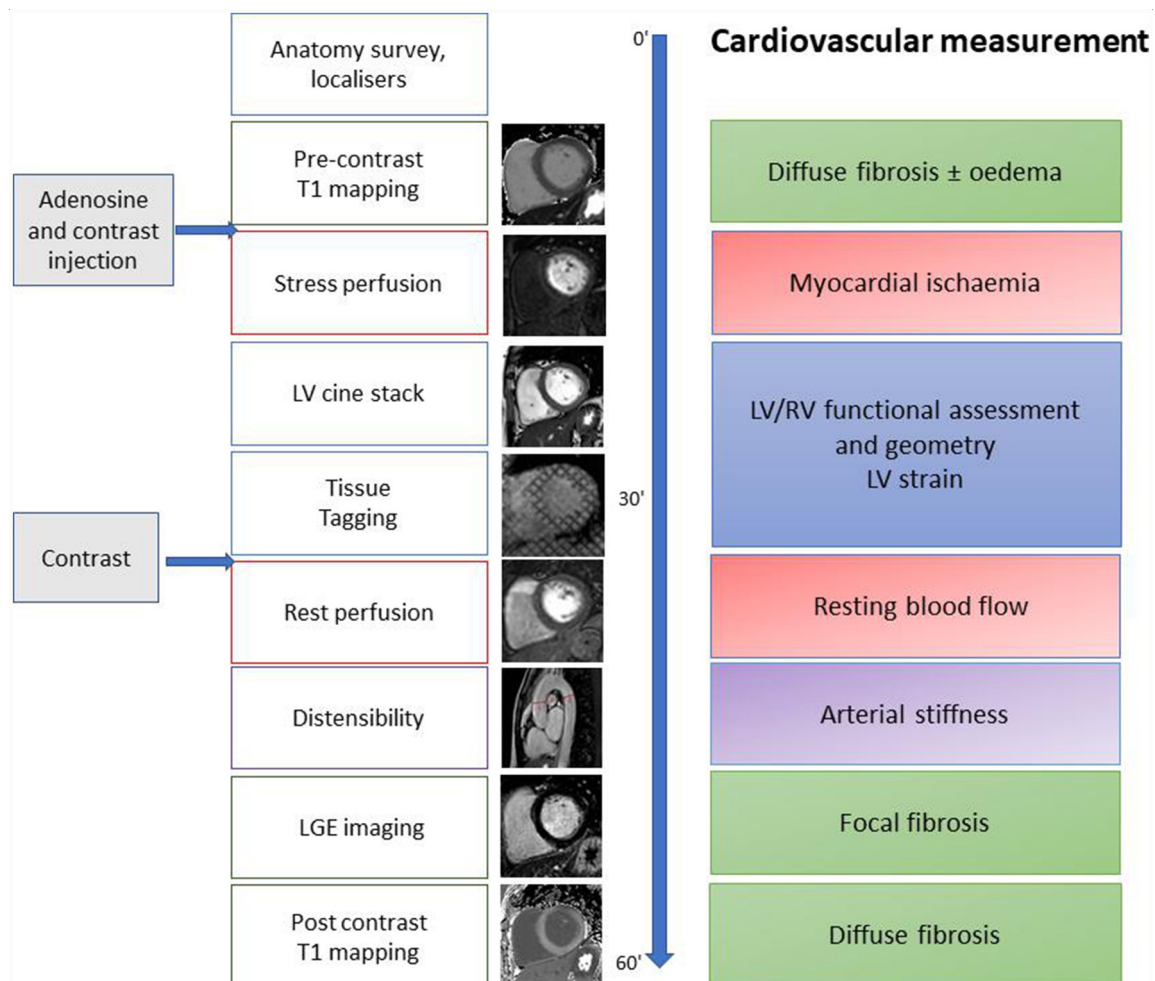 Cardiovascular measurement
0'
Anatomy survey,
localisers
Pre-contrast
T1 mapping
Diffuse fibrosis ± oedema
Adenosine
and contrast
injection
Stress perfusion
Myocardial ischaemia
LV cine stack
LV/RV functional assessment
and geometry
LV strain
Tissue
Tagging
30'
Contrast
Rest perfusion
Resting blood flow
Distensibility
Arterial stiffness
LGE imaging
Focal fibrosis
Post contrast
T1 mapping
Diffuse fibrosis
60'